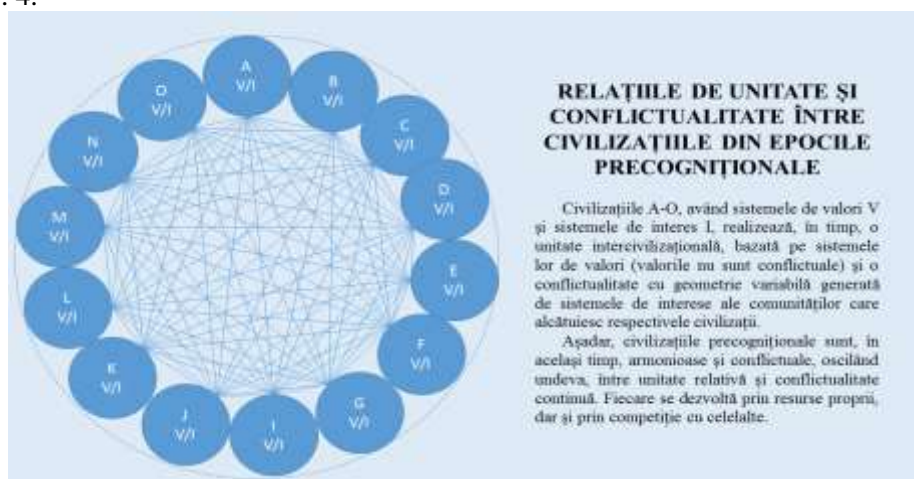 . 4.
A
V/I
B
V/I
C
V/I
D
V/I
E
V/I
F
V/I
G
V/I
I
V/I
J
V/I
K
V/I
L
V/I
M
V/I
N
V/I
O
V/I
RELAȚIILE DE UNITATE ȘI
CONFLICTUALITATE ÎNTRE
CIVILIZAȚIILE DIN EPOCILE
PRECOGNIȚIONALE
Civilizațiile A-O, având sistemele de valori V
și sistemele de interes I, realizează, în timp, o
unitate intercivilizațională, bazată pe sistemele
lor de valori (valorile nu sunt conflictuale) și o
conflictualitate cu geometrie variabilă generată
de sistemele de interese ale comunităților care
alcătuiesc respectivele civilizații.
Așadar, civilizațiile precogniționale sunt, în
același timp, armonioase și conflictuale, oscilând
undeva, între unitate relativă și conflictualitate
continuă. Fiecare se dezvoltă prin resurse proprii,
dar și prin competiție cu celelalte.